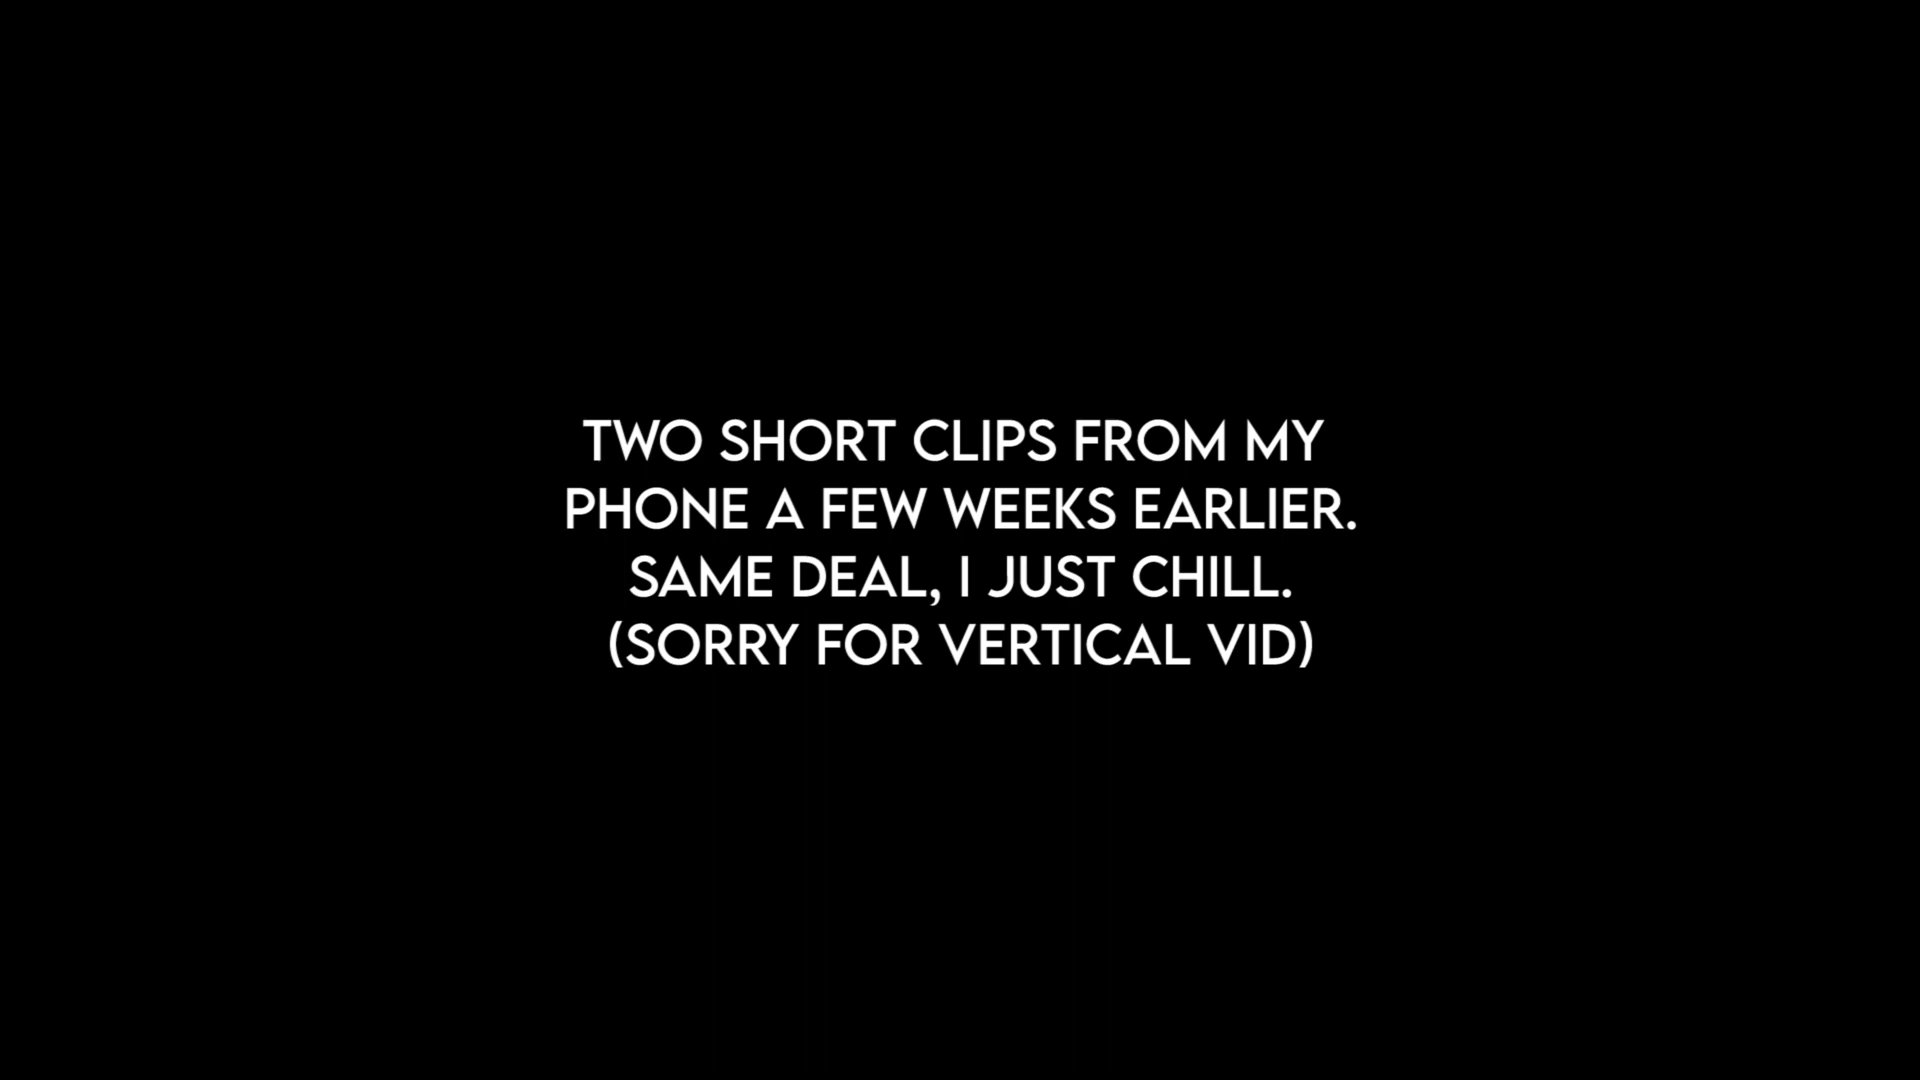 TWO SHORT CLIPS FROM MY
PHONE A FEW WEEKS EARLIER.
SAME DEAL, I JUST CHILL.
(SORRY FOR VERTICAL VID)